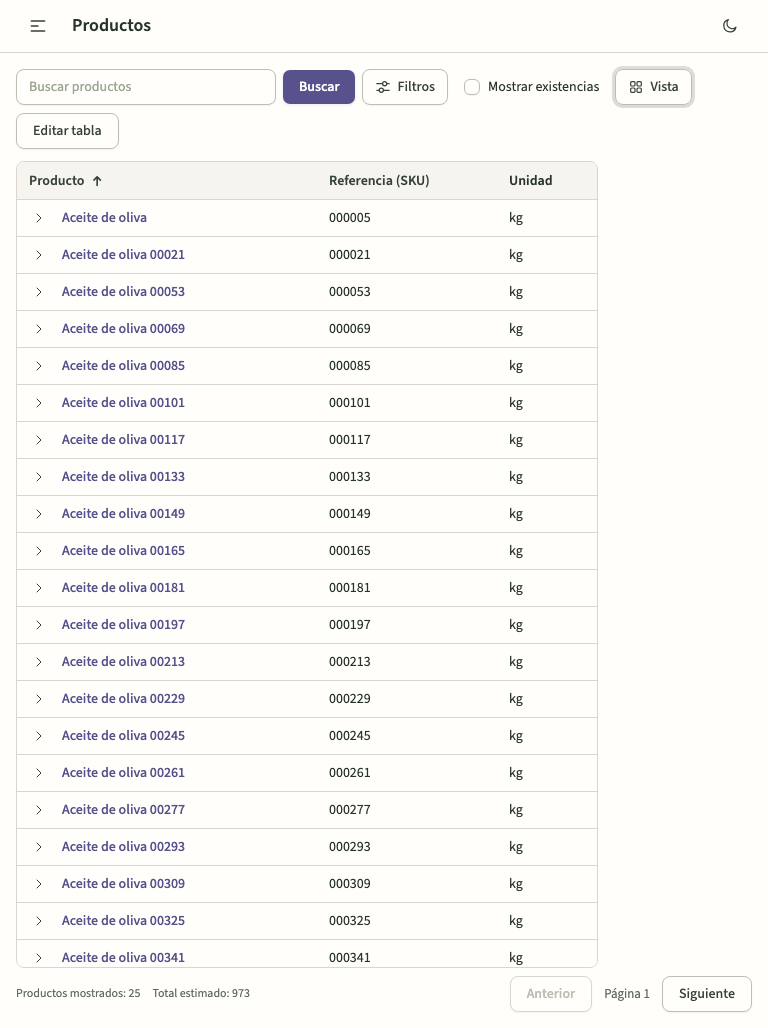 Productos
Buscar productos
Buscar
Filtros
Mostrar existencias
Vista
Editar tabla
Producto Referencia (SKU) Unidad
Aceite de oliva 000005 kg
Aceite de oliva 00021 000021 kg
Aceite de oliva 00053 000053 kg
Aceite de oliva 00069 000069 kg
Aceite de oliva 00085 000085 kg
Aceite de oliva 00101 000101 kg
Aceite de oliva 00117 000117 kg
Aceite de oliva 00133 000133 kg
Aceite de oliva 00149 000149 kg
Aceite de oliva 00165 000165 kg
Aceite de oliva 00181 000181 kg
Aceite de oliva 00197 000197 kg
Aceite de oliva 00213 000213 kg
Aceite de oliva 00229 000229 kg
Aceite de oliva 00245 000245 kg
Aceite de oliva 00261 000261 kg
Aceite de oliva 00277 000277 kg
Aceite de oliva 00293 000293 kg
Aceite de oliva 00309 000309 kg
Aceite de oliva 00325 000325 kg
Aceite de oliva 00341 000341 kg
Productos mostrados: 25 Total estimado: 973
Anterior
Página 1
Siguiente